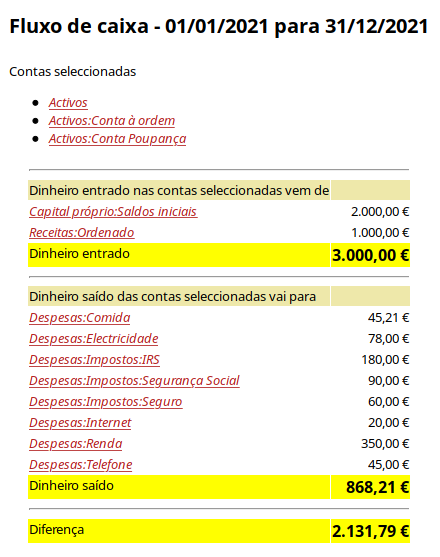 Fluxo de caixa - 01/01/2021 para 31/12/2021
Contas seleccionadas
Activos
Activos:Conta à ordem
Activos:Conta Poupança
Dinheiro entrado nas contas seleccionadas vem de
Capital próprio:Saldos iniciais 2.000,00 €
Receitas:Ordenado 1.000,00 €
Dinheiro entrado 3.000,00 €
Dinheiro saído das contas seleccionadas vai para
Despesas:Comida 45,21 €
Despesas:Electricidade 78,00 €
Despesas:Impostos:IRS 180,00 €
Despesas:Impostos:Segurança Social 90,00 €
Despesas:Impostos:Seguro 60,00 €
Despesas:Internet 20,00 €
Despesas:Renda 350,00 €
Despesas:Telefone 45,00 €
Dinheiro saído 868,21 €
Diferença 2.131,79 €